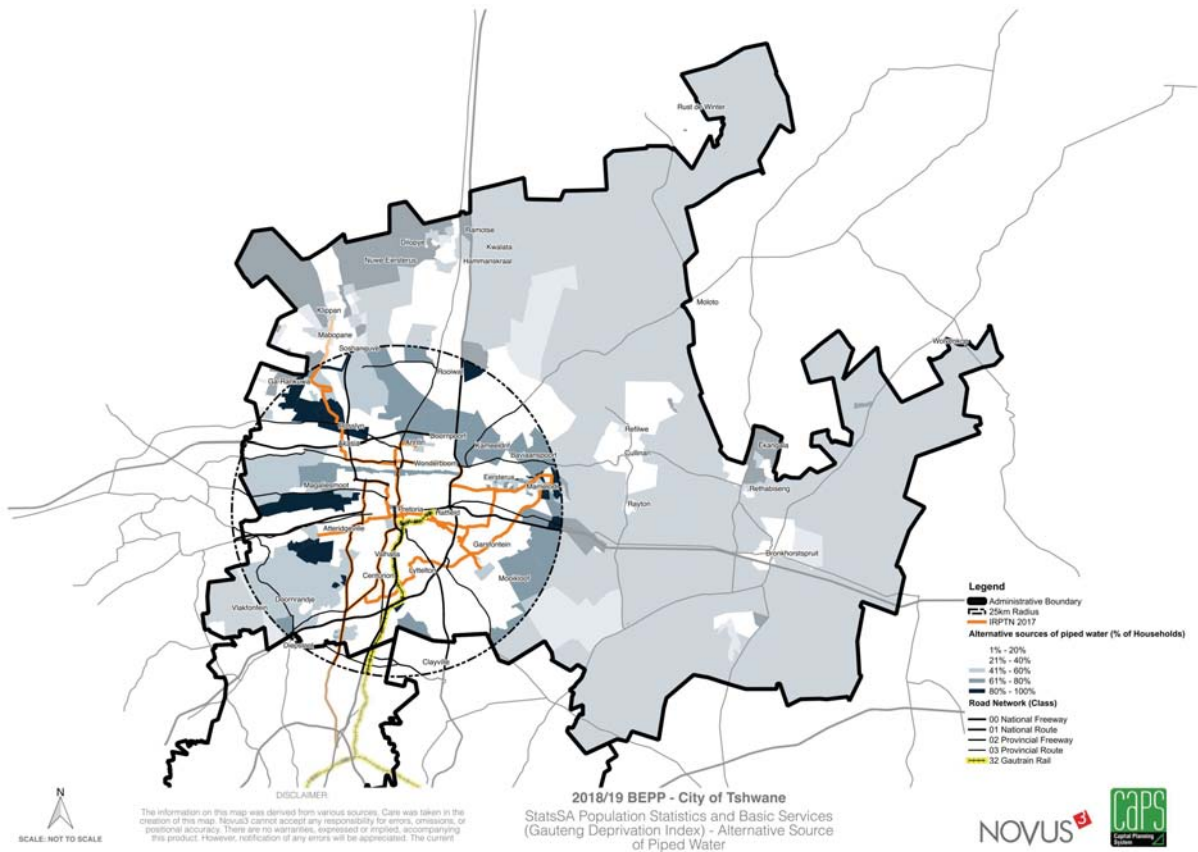 Rust de Winter
Ramotse
Dilopye
Kwalata
Nuwe Eersterus
Hammanskraal
Moloto
Klippan
Mabopane
Soshanguve
Ga-Rankuwa
Rooiwal
Rosslyn
Akasia
Annlin
Doornpoort
Kameeldrift
Baviaanspoort
Wonderboom
Refilwe
Cullinan
Ekangala
Magaliesmoot
Eersterus
Mamelodi
Rethabiseng
Rayton
Pretoria
Hatfield
Atteridgeville
Garsfontein
Bronkhorstspruit
Valhalla
Lyttelton
Centurion
Mooikloof
Doornrandje
Vlakfontein
Diepsloot
Clayville
Legend
Administrative Boundary
25km Radius
IRPTN 2017
Alternative sources of piped water (% of Households)
1% - 20%
21% - 40%
41% - 60%
61% - 80%
80% - 100%
Road Network (Class)
00 National Freeway
01 National Route
02 Provincial Freeway
03 Provincial Route
32 Gautrain Rail
N
SCALE: NOT TO SCALE
DISCLAIMER:
The information on this map was derived from various sources. Care was taken in the
creation of this map. Novus3 cannot accept any responsibility for errors, omissions, or
positional accuracy. There are no warranties, expressed or implied, accompanying
this product. However, notification of any errors will be appreciated. The current
2018/19 BEPP - City of Tshwane
StatsSA Population Statistics and Basic Services
(Gauteng Deprivation Index) - Alternative Source
of Piped Water
NOVUS3
CAPS
Capital Planning
System